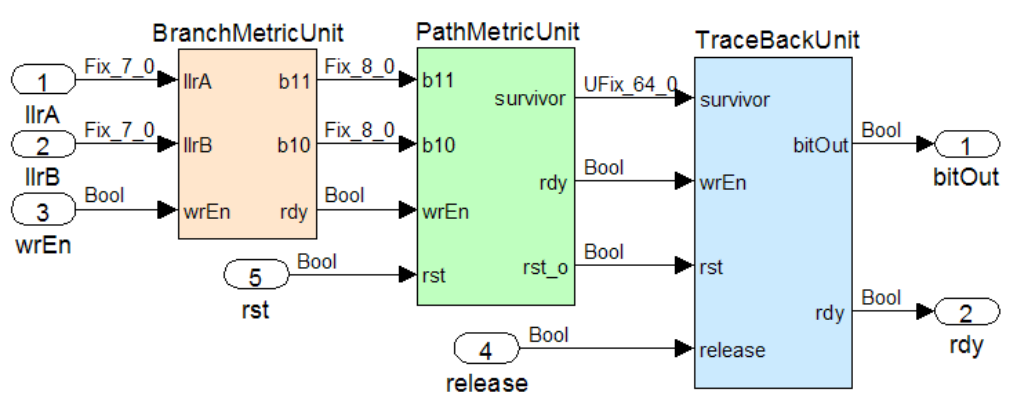 BranchMetricUnit
PathMetricUnit
TraceBackUnit
1
llrA
Fix_7_0
llrA
b11
Fix_8_0
b11
survivor
UFix_64_0
survivor
2
llrB
Fix_7_0
llrB
b10
Fix_8_0
b10
bitOut
Bool
1
bitOut
3
wrEn
Bool
wrEn
rdy
Bool
wrEn
rdy
Bool
wrEn
5
rst
Bool
rst
rst_o
Bool
rst
rdy
Bool
2
rdy
4
release
Bool
release